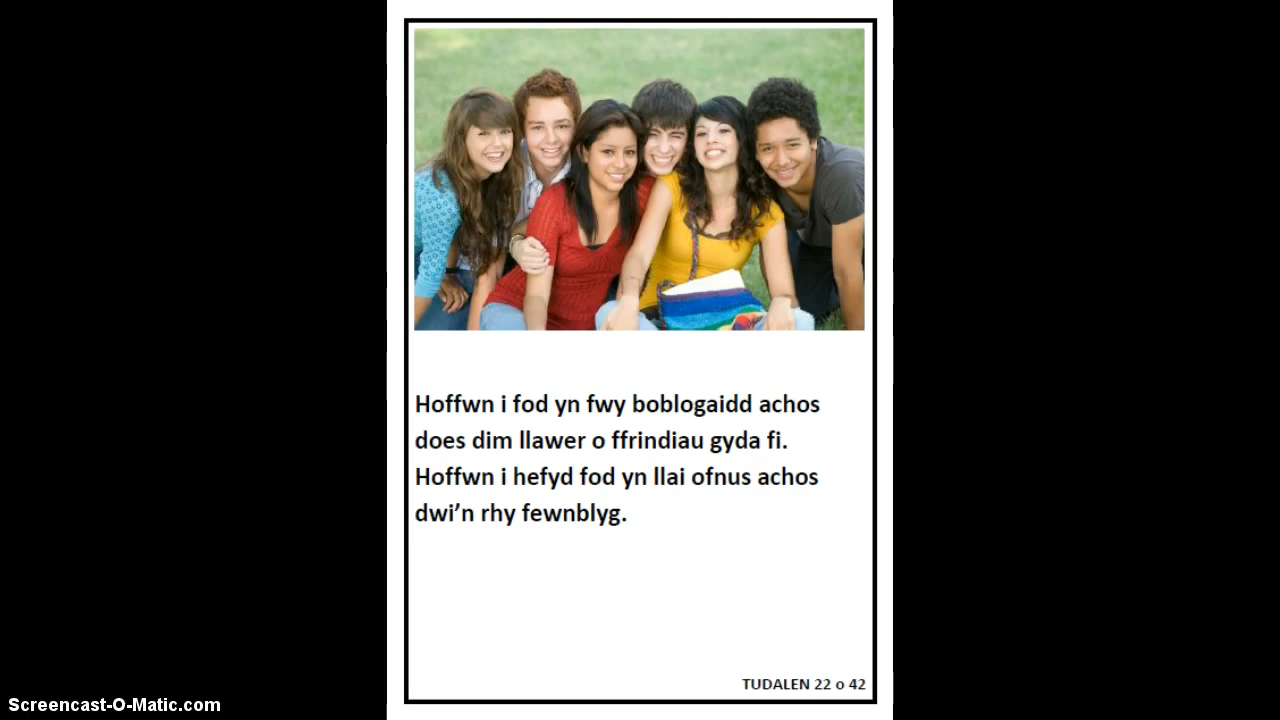 Hoffwn i fod yn fwy boblogaidd achos
does dim llawer o ffrindiau gyda fi.
Hoffwn i hefyd fod yn llai ofnus achos
dwi’n rhy fewnblyg.
TUDALEN 22 o 42
Screencast-O-Matic.com